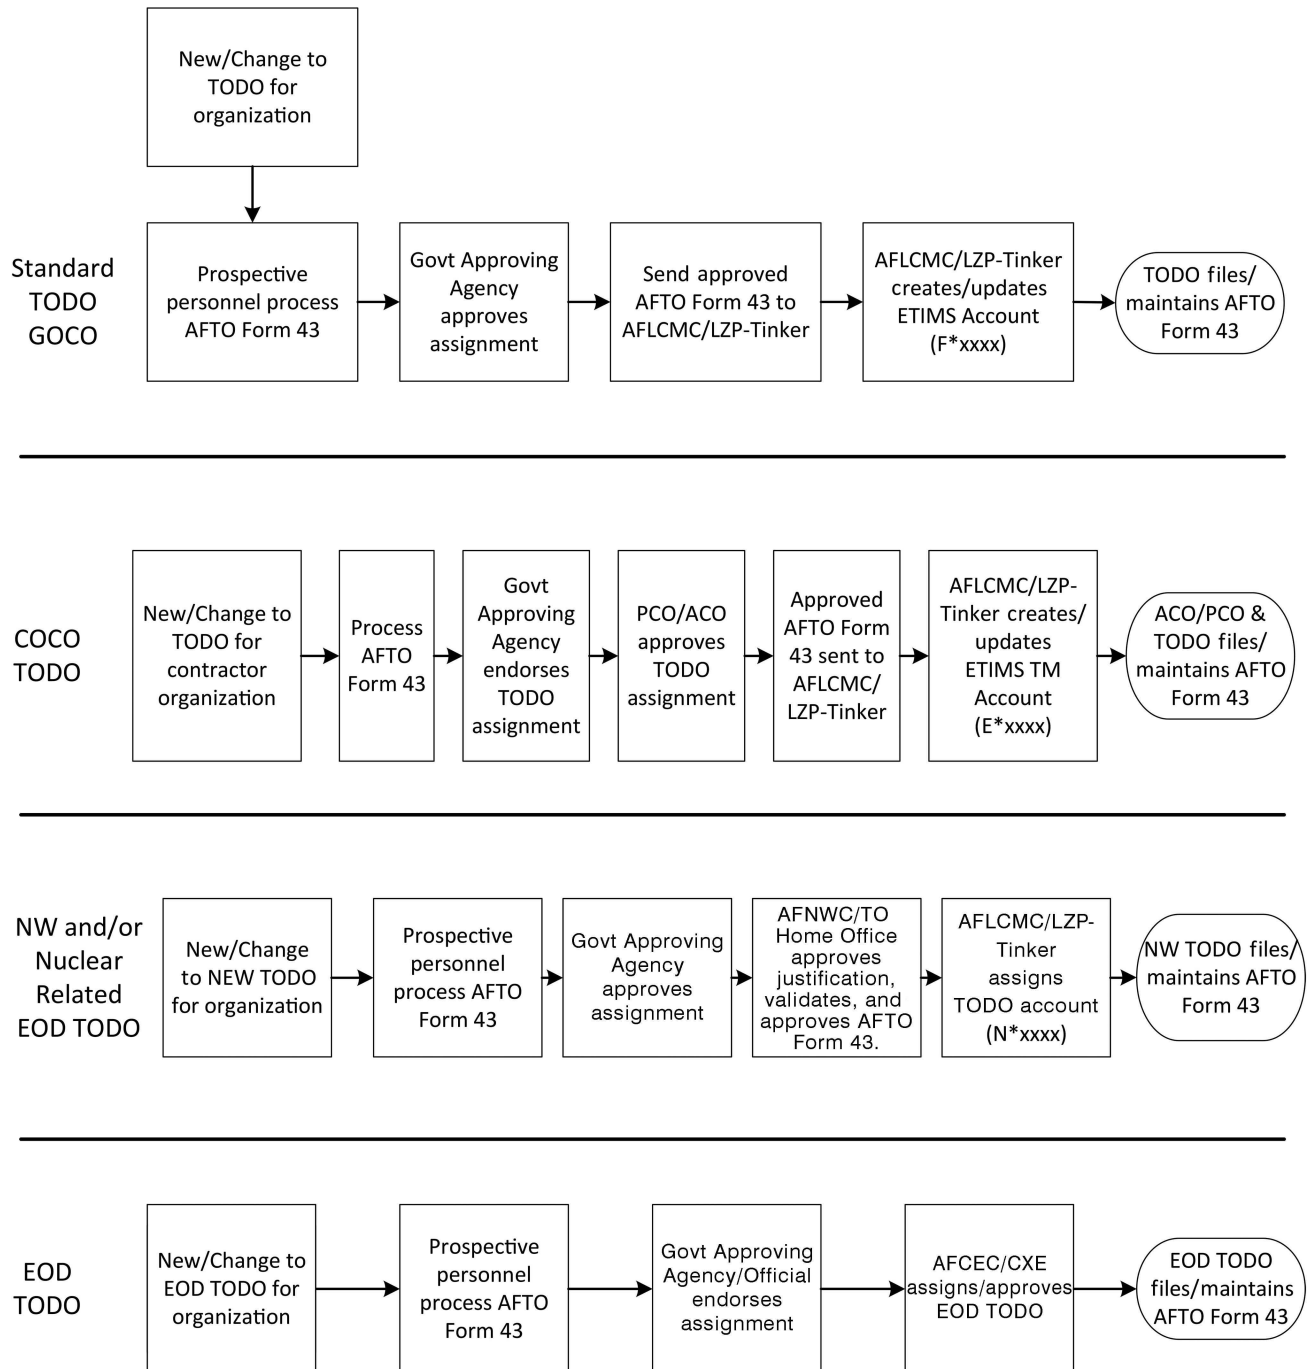 New/Change to
TODO for
organization
Standard
TODO
GOCO
Prospective
personnel process
AFTO Form 43
Govt Approving
Agency
approves
assignment
Send approved
AFTO Form 43 to
AFLCMC/LZP-Tinker
AFLCMC/LZP-Tinker
creates/updates
ETIMS Account
(F*xxxx)
TODO files/
maintains AFTO
Form 43
COCO
TODO
New/Change to
TODO for
contractor
organization
Process
AFTO
Form 43
Govt
Approving
Agency
endorses
TODO
assignment
PCO/ACO
approves
TODO
assignment
Approved
AFTO Form
43 sent to
AFLCMC/
LZP-Tinker
AFLCMC/LZP-
Tinker creates/
updates
ETIMS TM
Account
(E*xxxx)
ACO/PCO &
TODO files/
maintains AFTO
Form 43
NW and/or
Nuclear
Related
EOD TODO
New/Change
to NEW TODO
for organization
Prospective
personnel
process AFTO
Form 43
Govt Approving
Agency
approves
assignment
AFNWC/TO
Home Office
approves
justification,
validates, and
approves AFTO
Form 43.
AFLCMC/LZP-
Tinker
assigns
TODO account
(N*xxxx)
NW TODO files/
maintains AFTO
Form 43
EOD
TODO
New/Change to
EOD TODO for
organization
Prospective
personnel
process AFTO
Form 43
Govt Approving
Agency/Official
endorses
assignment
AFCEC/CXE
assigns/approves
EOD TODO
EOD TODO
files/maintains
AFTO Form 43